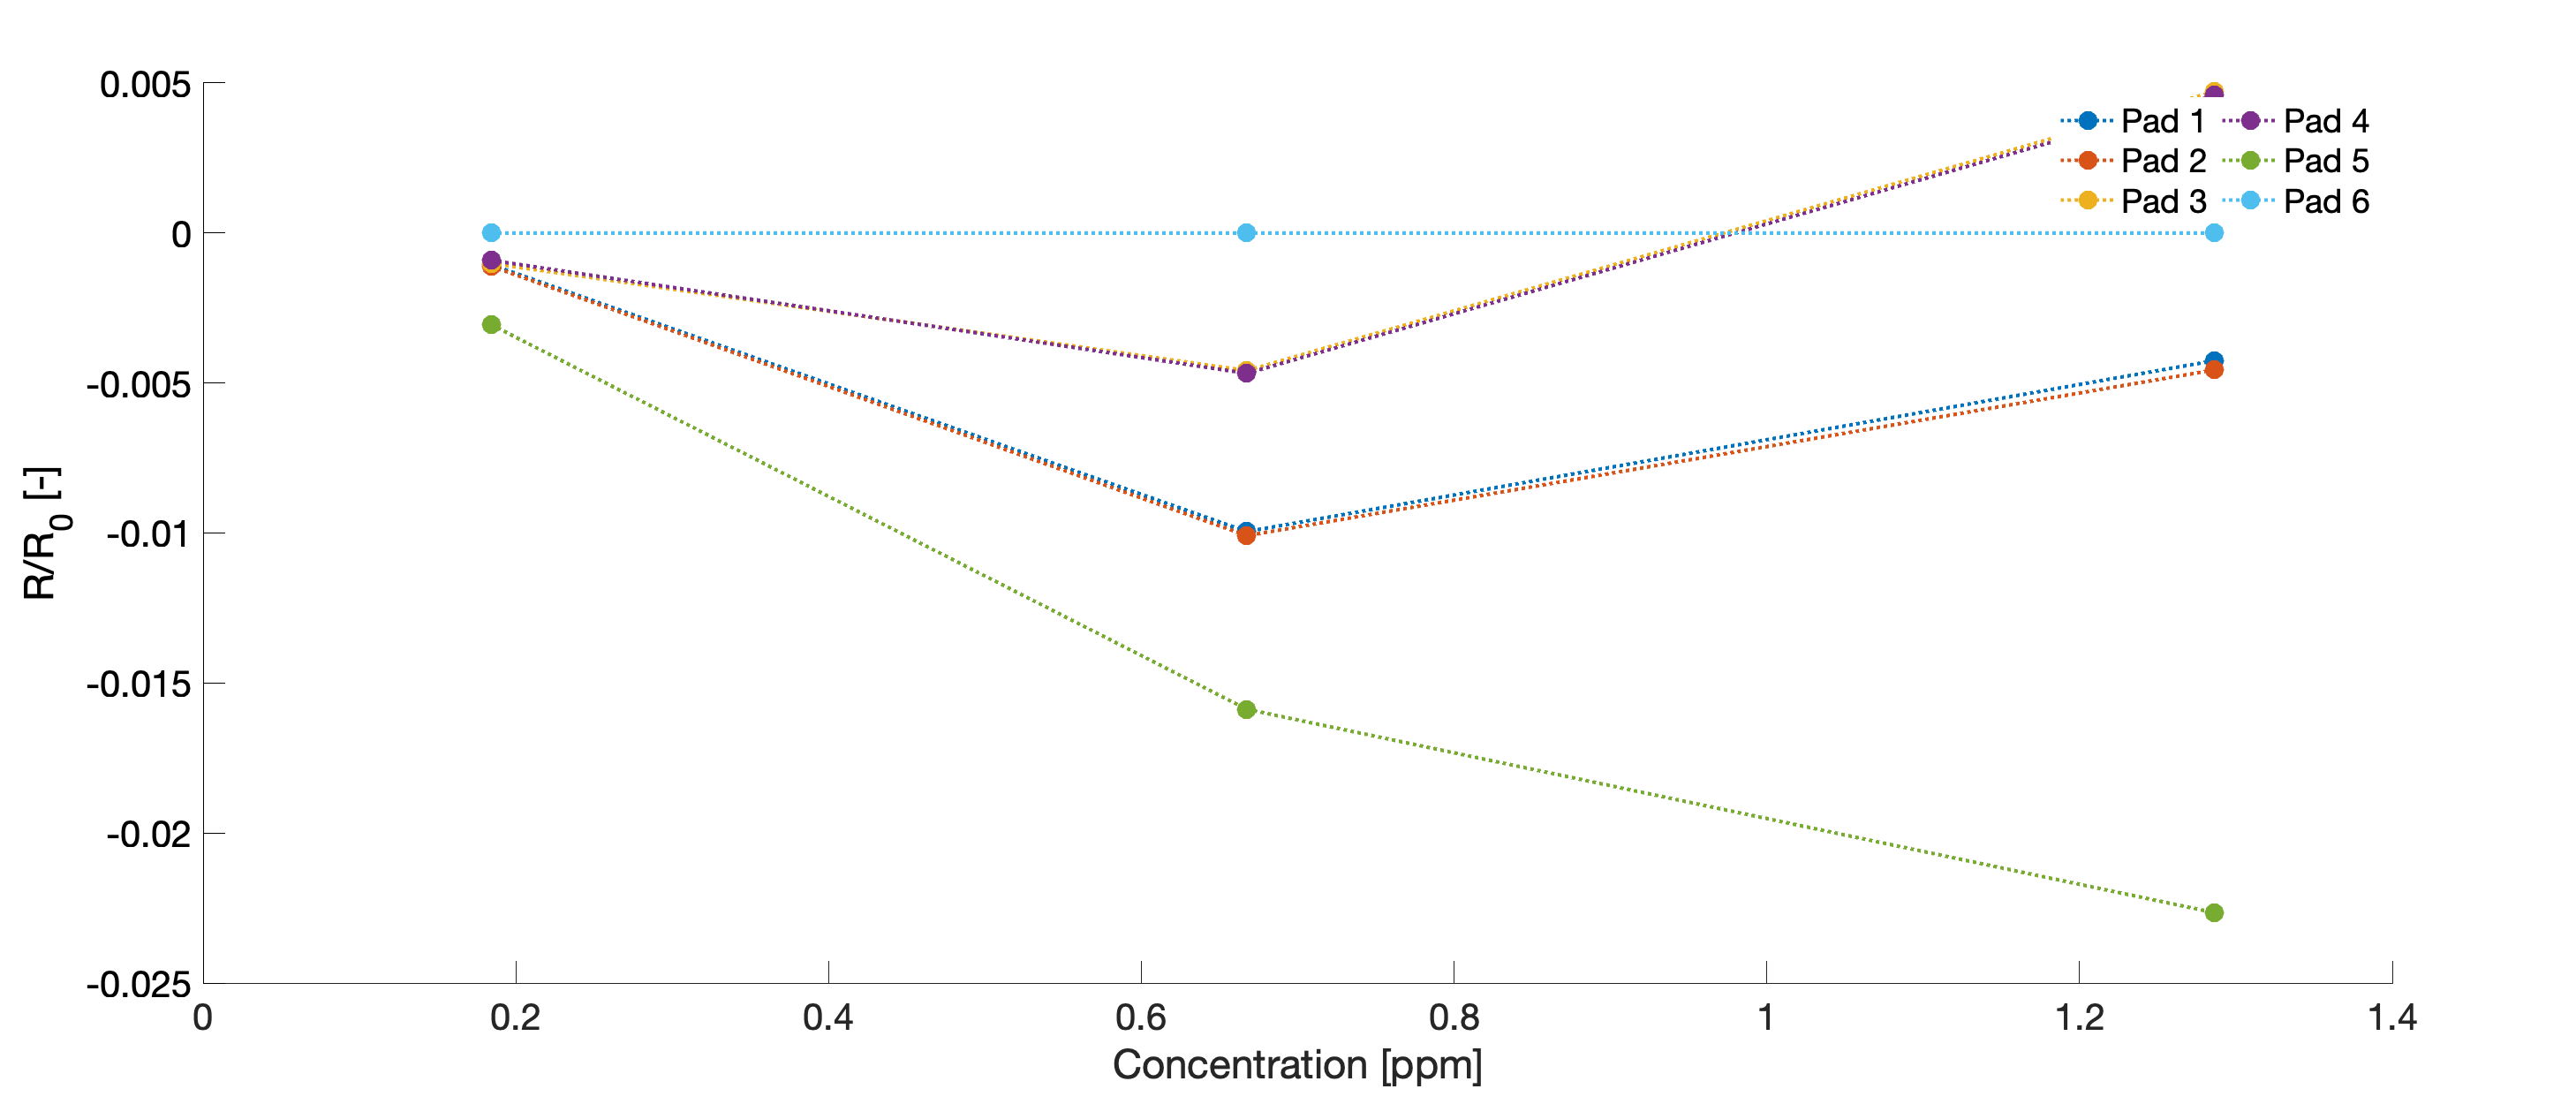 0.005
0
-0.005
-0.01
-0.015
-0.02
-0.025
R/R0 [-]
Pad 1 Pad 4
Pad 2 Pad 5
Pad 3 Pad 6
0 0.2 0.4 0.6 0.8 1 1.2 1.4
Concentration [ppm]